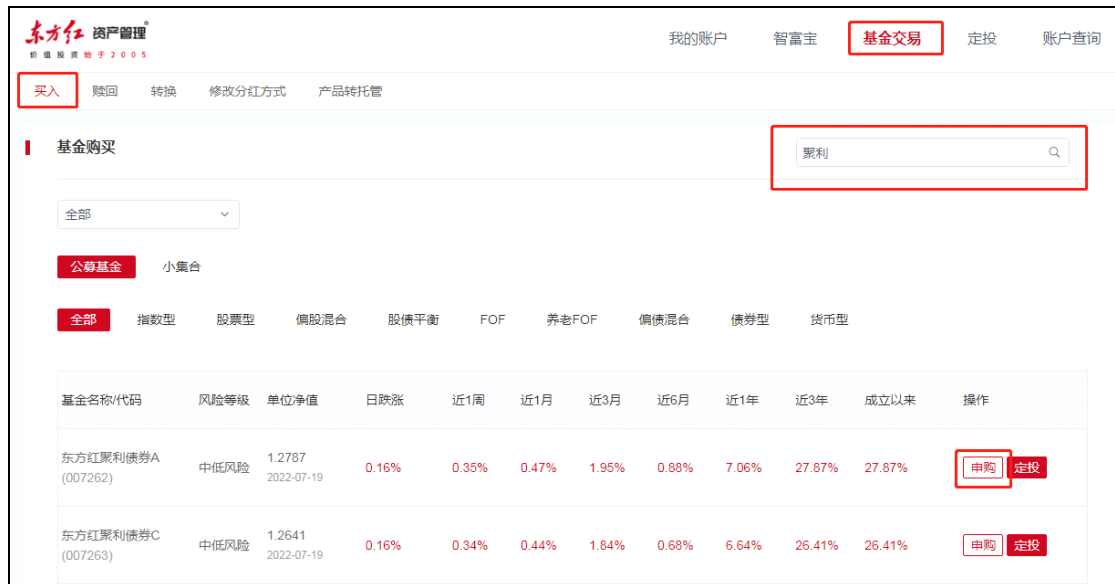 东方红 资产管理
价值投资始于2005
我的账户 智富宝 基金交易 定投 账户查询
买入 赎回 转换 修改分红方式 产品转托管
基金购买
聚利
全部
公募基金 小集合
全部 指数型 股票型 偏股混合 股债平衡 FOF 养老FOF 偏债混合 债券型 货币型
基金名称/代码 风险等级 单位净值 日跌涨 近1周 近1月 近3月 近6月 近1年 近3年 成立以来 操作
东方红聚利债券A
(007262) 中低风险 1.2787
2022-07-19 0.16% 0.35% 0.47% 1.95% 0.88% 7.06% 27.87% 27.87% 申购 定投
东方红聚利债券C
(007263) 中低风险 1.2641
2022-07-19 0.16% 0.34% 0.44% 1.84% 0.68% 6.64% 26.41% 26.41% 申购 定投